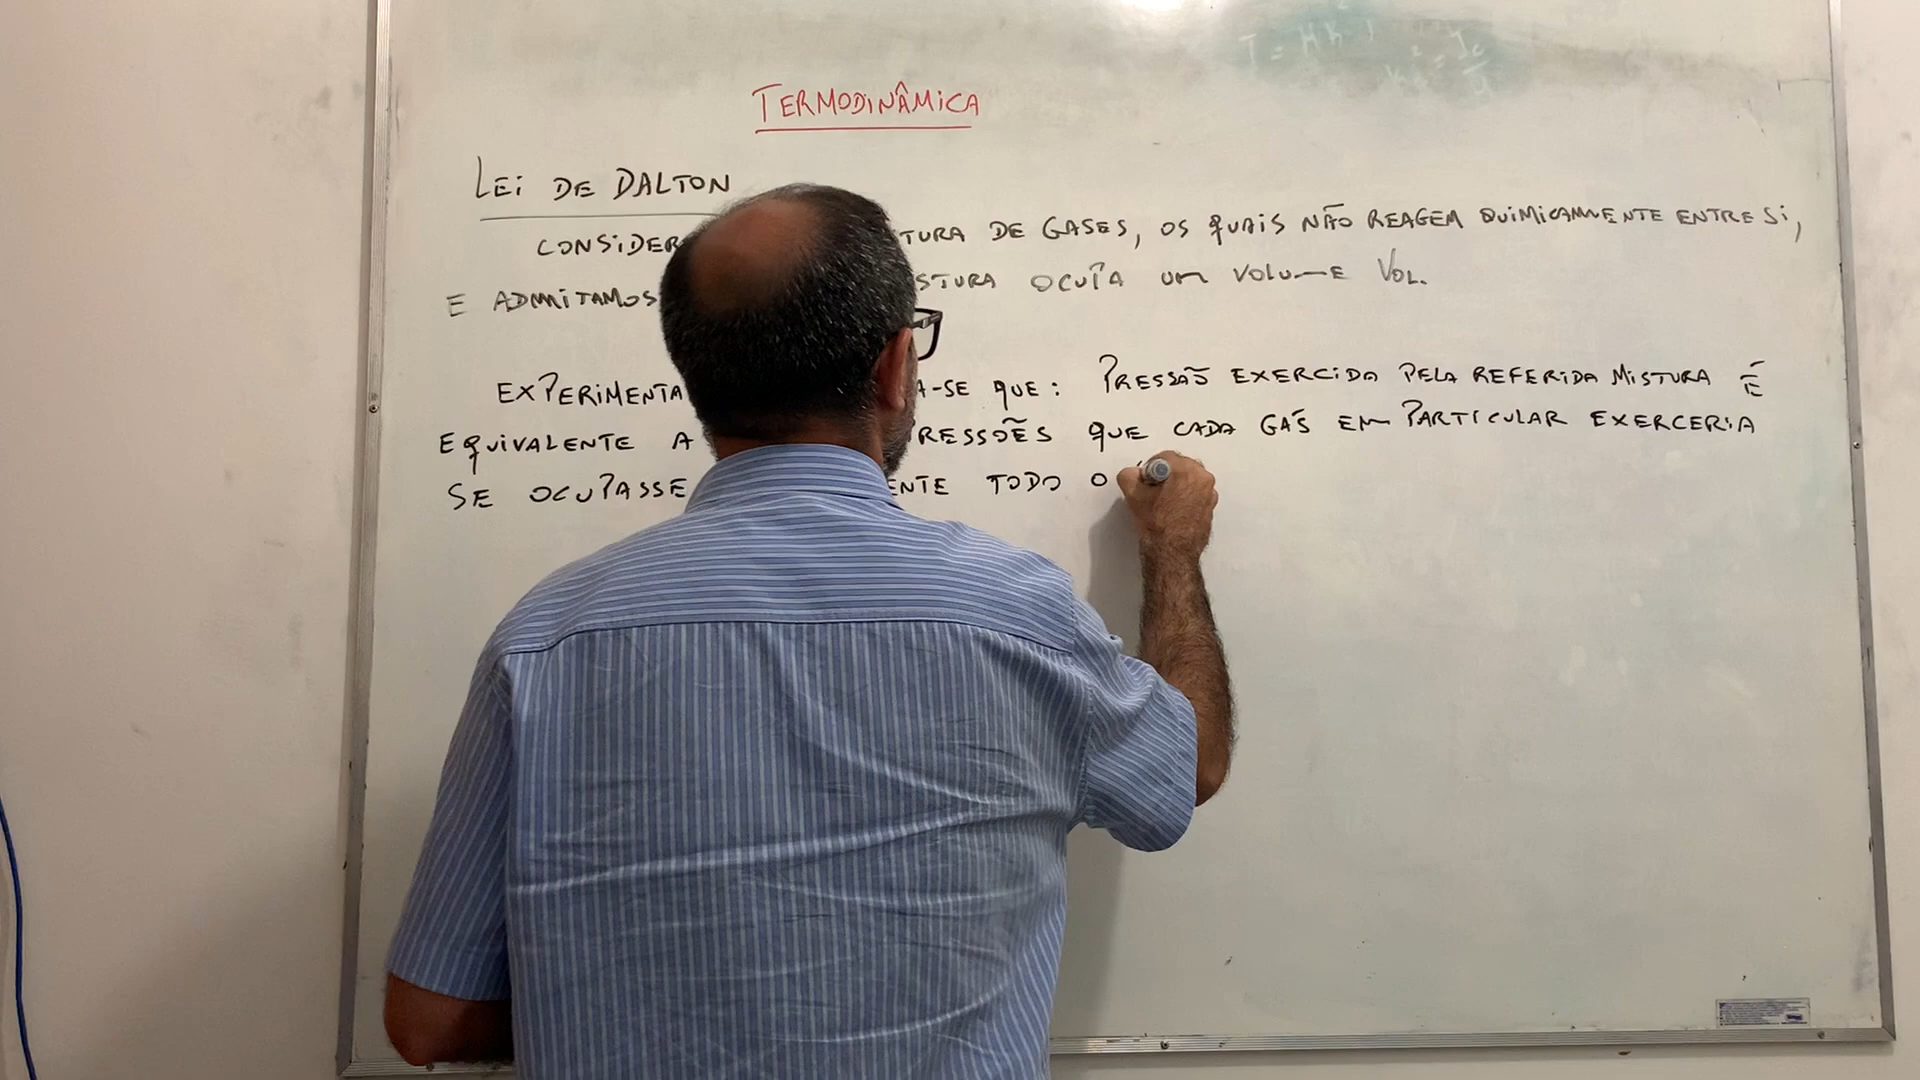 TERMODINÂMICA
LEI DE DALTON
CONSIDER TURA DE GASES, OS QUAIS NÃO REAGEM QUIMICAMENTE ENTRE SI,
E ADMITAMOS STURA OCUPA UM VOLUME VOL.
EXPERIMENTA A-SE QUE: PRESSÃO EXERCIDA PELA REFERIDA MISTURA É
EQUIVALENTE A RESSÕES QUE CADA GÁS EM PARTICULAR EXERCERIA
SE OCUPASSE ENTE TODO O